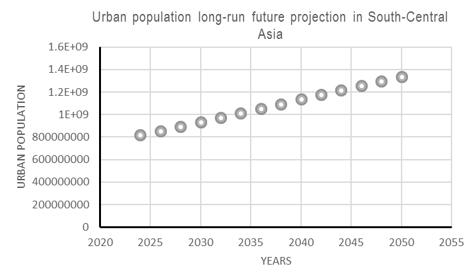 Urban population long-run future projection in South-Central
Asia
1.6E+09
1.4E+09
1.2E+09
1E+09
800000000
600000000
400000000
200000000
0
URBAN POPULATION
2020 2025 2030 2035 2040 2045 2050 2055
YEARS